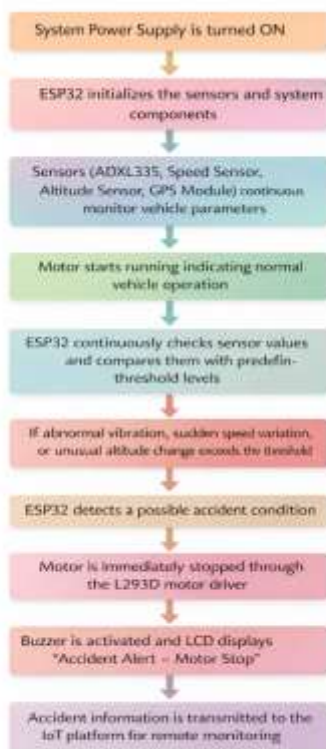 System Power Supply is turned ON
ESP32 initializes the sensors and system
components
Sensors (ADXL335, Speed Sensor,
Altitude Sensor, GPS Module) continuous
monitor vehicle parameters
Motor starts running indicating normal
vehicle operation
ESP32 continuously checks sensor values
and compares them with predefin-
threshold levels
If abnormal vibration, sudden speed variation,
or unusual altitude change exceeds the threshold
ESP32 detects a possible accident condition
Motor is immediately stopped through
the L293D motor driver
Buzzer is activated and LCD displays
"Accident Alert – Motor Stop"
Accident information is transmitted to the
IoT platform for remote monitoring